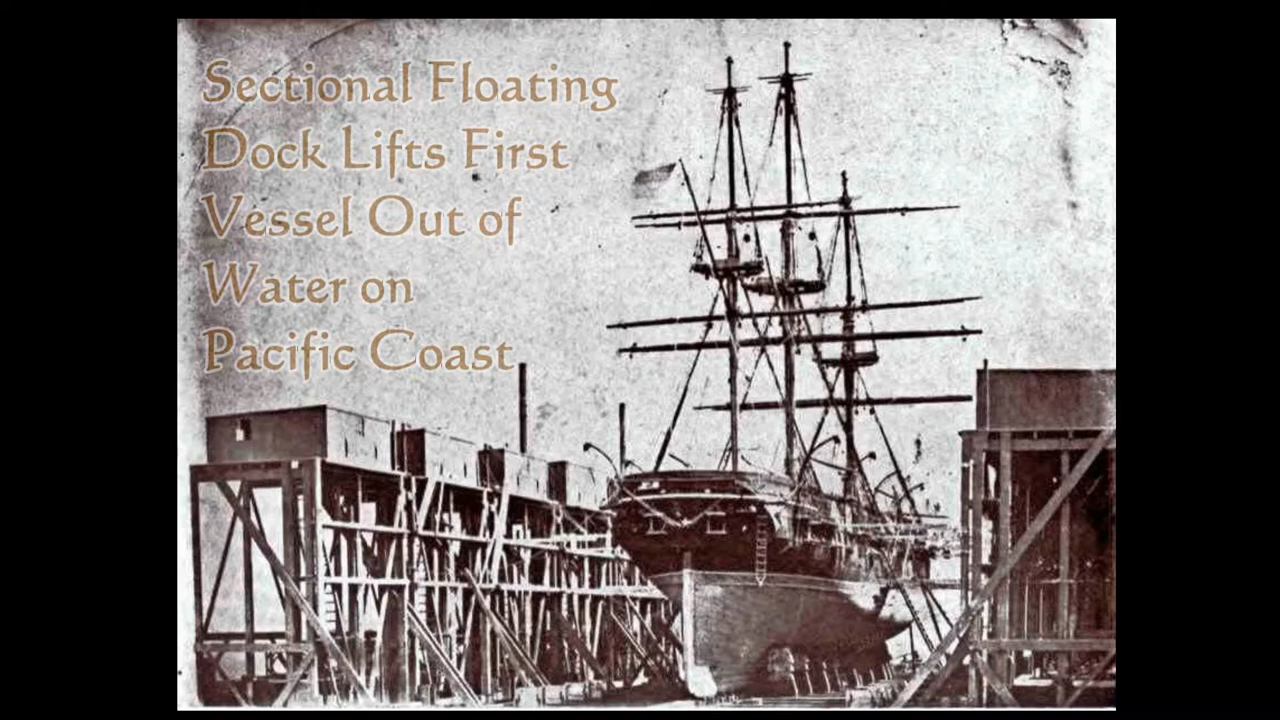 Sectional Floating
Dock Lifts First
Vessel Out of
Water on
Pacific Coast